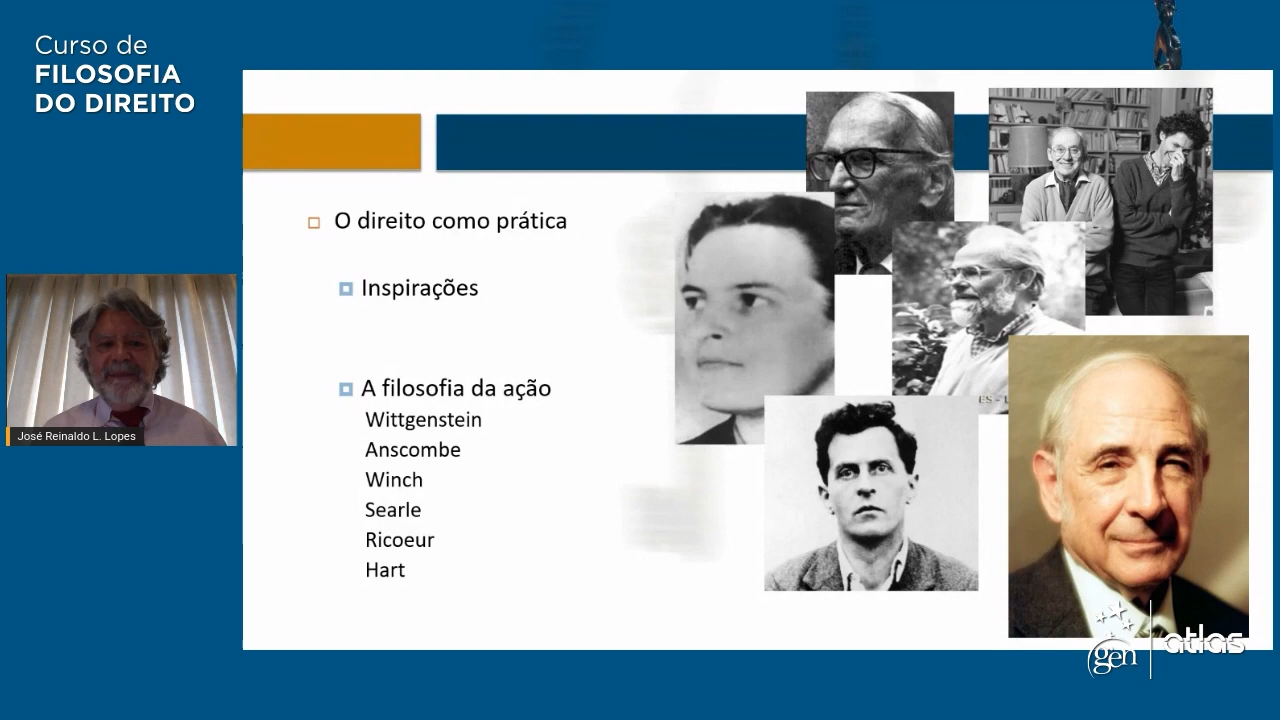 Curso de
FILOSOFIA
DO DIREITO
O direito como prática
Inspirações
A filosofia da ação
Wittgenstein
Anscombe
Winch
Searle
Ricoeur
Hart
José Reinaldo L. Lopes
gen
atlas